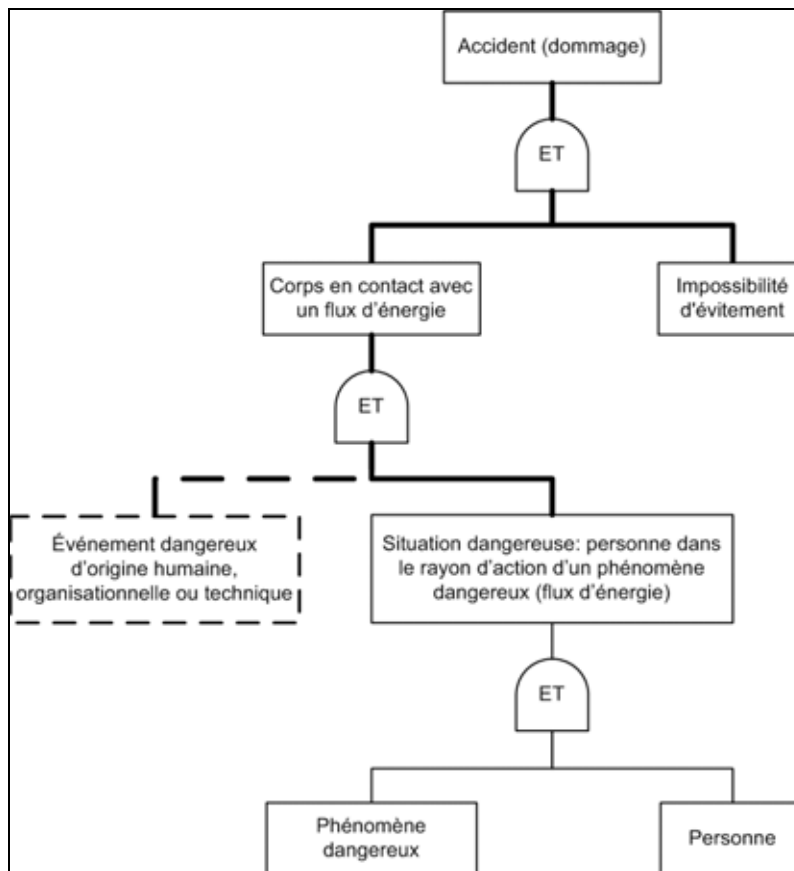 Accident (dommage)
ET
Corps en contact avec
un flux d'énergie
Impossibilité
d'évitement
ET
Événement dangereux
d'origine humaine,
organisationnelle ou technique
Situation dangereuse: personne dans
le rayon d'action d'un phénomène
dangereux (flux d'énergie)
ET
Phénomène
dangereux
Personne